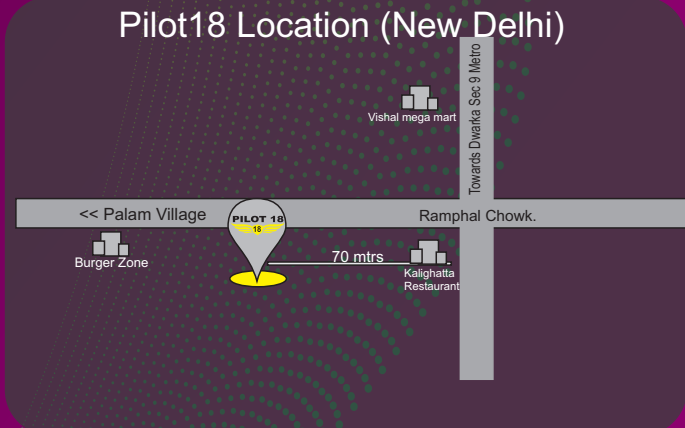 Pilot18 Location (New Delhi)
Towards Dwarka Sec 9 Metro
Vishal mega mart
<< Palam Village
PILOT 18
18
Ramphal Chowk.
Burger Zone
70 mtrs
Kalighatta
Restaurant